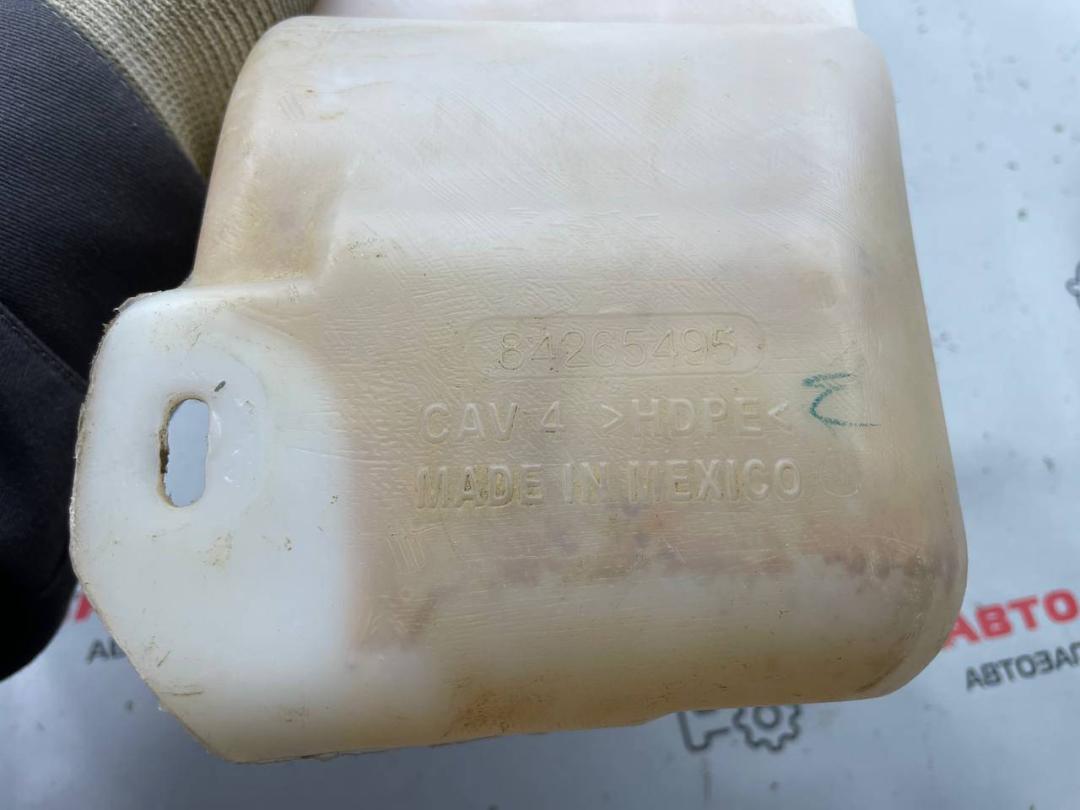 84265495
CAV 4 >HDPE<
MADE IN MEXICO
АВТО
АВТОЗАП